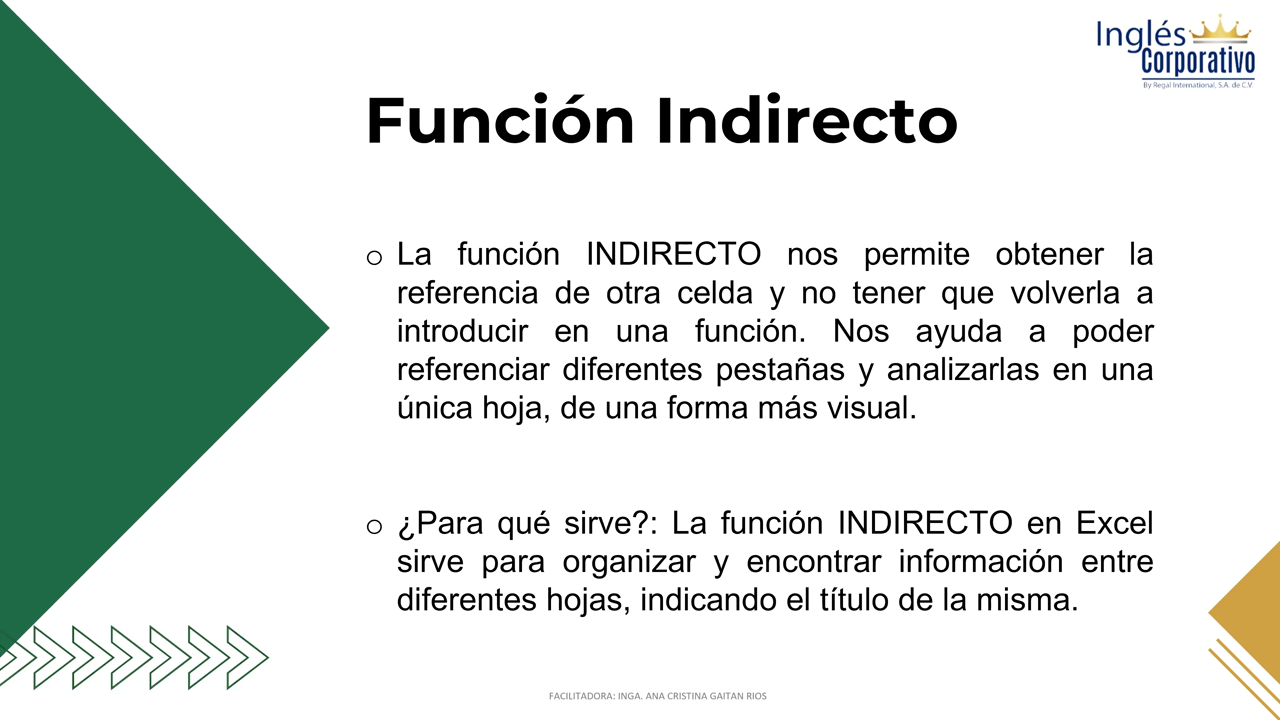 Inglés
Corporativo
By Regal International, S.A. de C.V.
Función Indirecto
o La función INDIRECTO nos permite obtener la
referencia de otra celda y no tener que volverla a
introducir en una función. Nos ayuda a poder
referenciar diferentes pestañas y analizarlas en una
única hoja, de una forma más visual.
o ¿Para qué sirve?: La función INDIRECTO en Excel
sirve para organizar y encontrar información entre
diferentes hojas, indicando el título de la misma.
FACILITADORA: INGA. ANA CRISTINA GAITAN RIOS